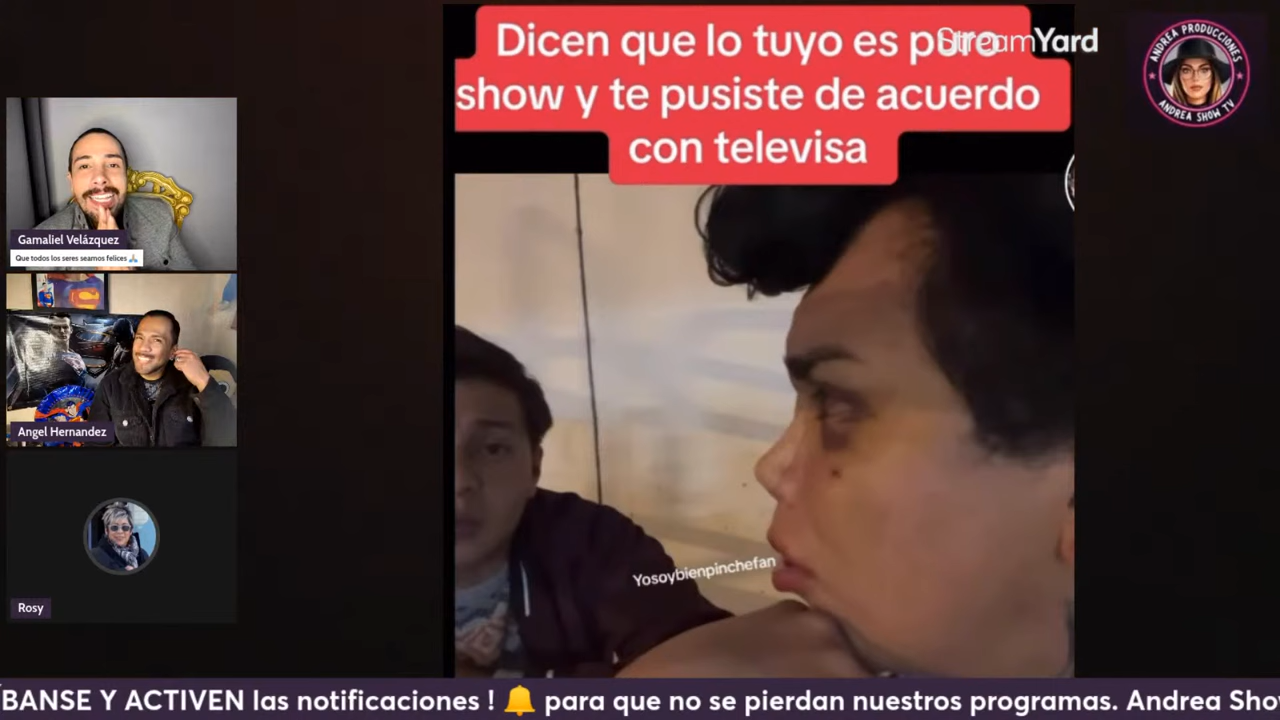 Dicen que lo tuyo es puro
show y te pusiste de acuerdo
con televisa
StreamYard
ANDREA PRODUCCIONES
ANDREA SHOW TV
Gamaliel Velázquez
Que todos los seres seamos felices🙏
Angel Hernandez
Rosy
Yosoybienpinchefan
ÍBANSE Y ACTIVEN las notificaciones ! 🔔 para que no se pierdan nuestros programas. Andrea Sho